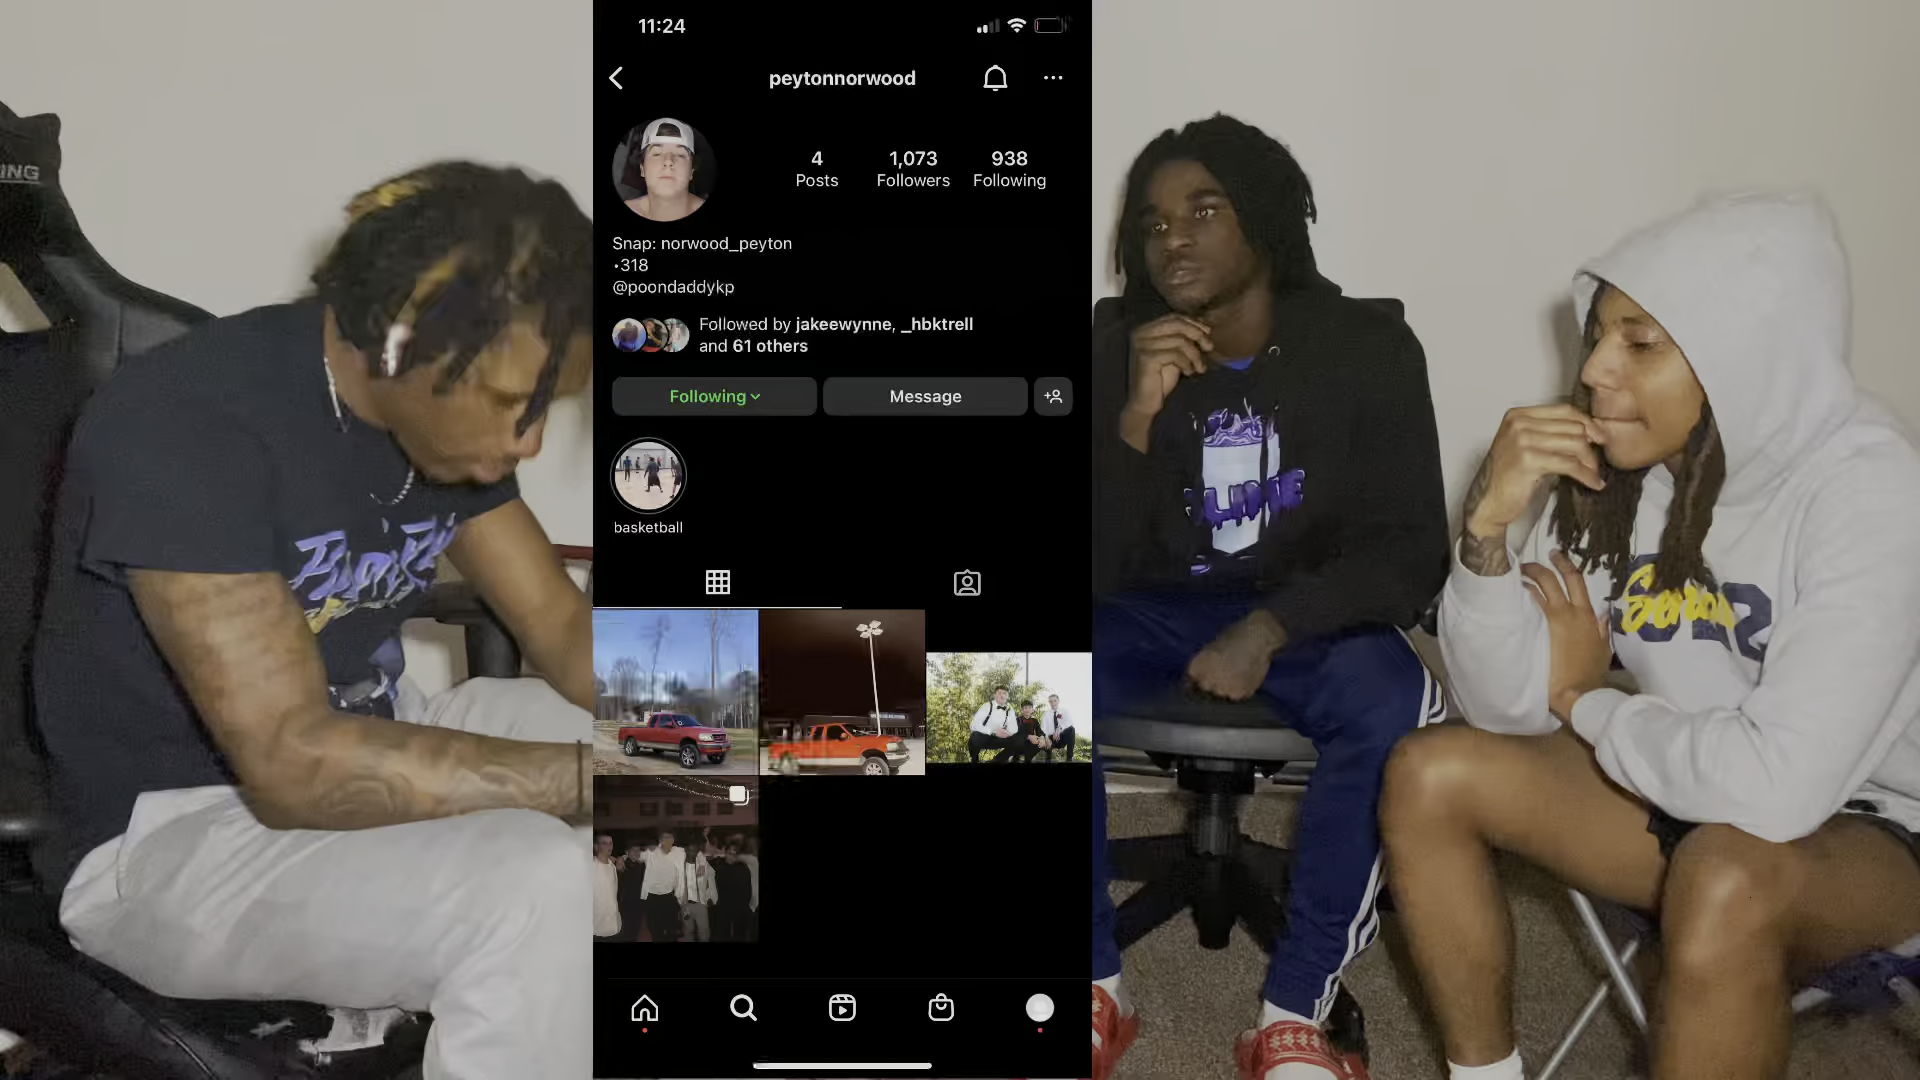 11:24
peytonnorwood
4
Posts
1,073
Followers
938
Following
Snap: norwood_peyton
•318
@poondaddykp
Followed by jakeewynne, _hbktrell
and 61 others
Following
Message
basketball
ING